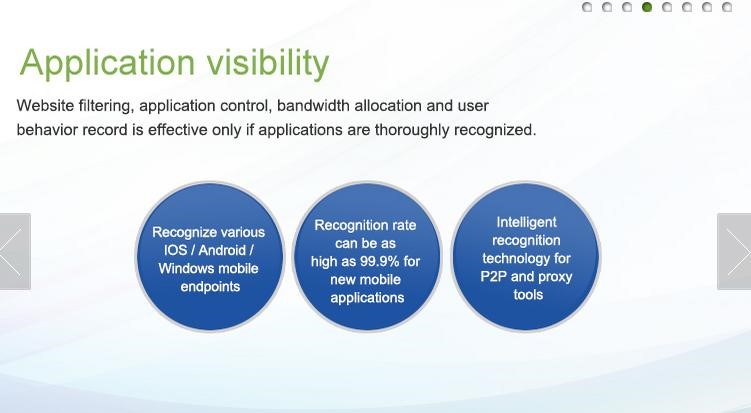 Application visibility
Website filtering, application control, bandwidth allocation and user
behavior record is effective only if applications are thoroughly recognized.
Recognize various
IOS / Android /
Windows mobile
endpoints
Recognition rate
can be as
high as 99.9% for
new mobile
applications
Intelligent
recognition
technology for
P2P and proxy
tools